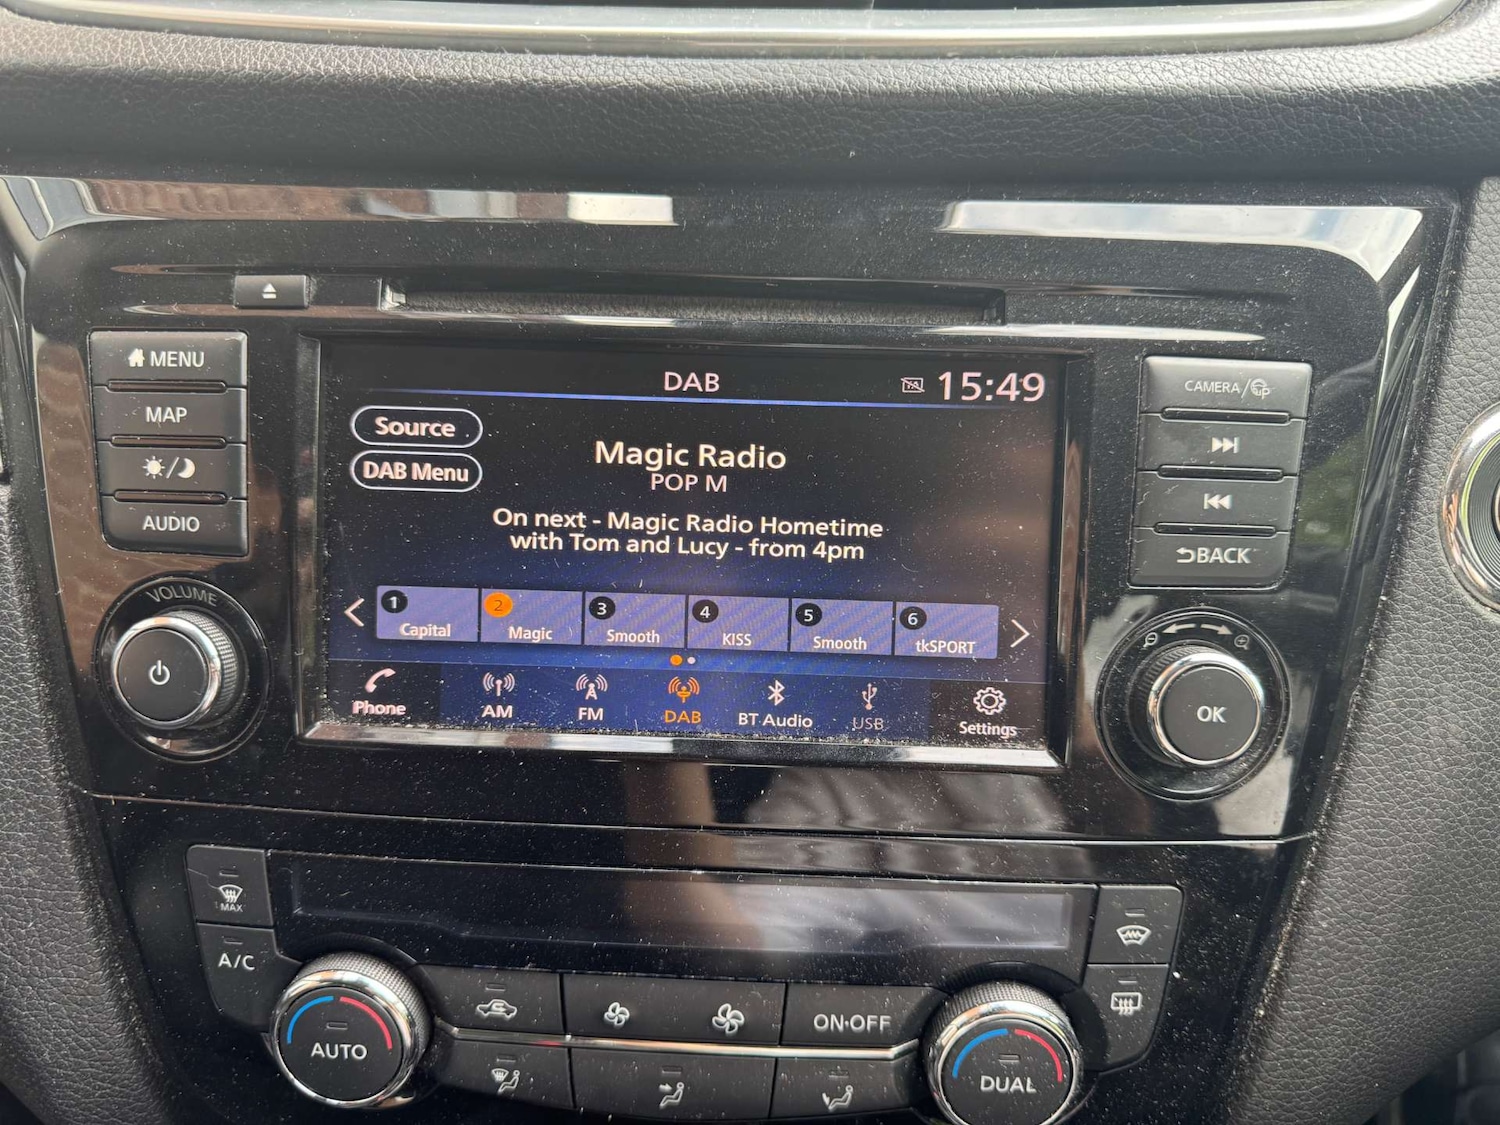 MENU
MAP
AUDIO
VOLUME
DAB
TA
15:49
Source
DAB Menu
Magic Radio
POP M
On next - Magic Radio Hometime
with Tom and Lucy - from 4pm
1
Capital
2
Magic
3
Smooth
4
KISS
5
Smooth
6
tkSPORT
Phone
AM
FM
DAB
BT Audio
USB
Settings
CAMERA/
BACK
OK
MAX
A/C
AUTO
ON·OFF
DUAL